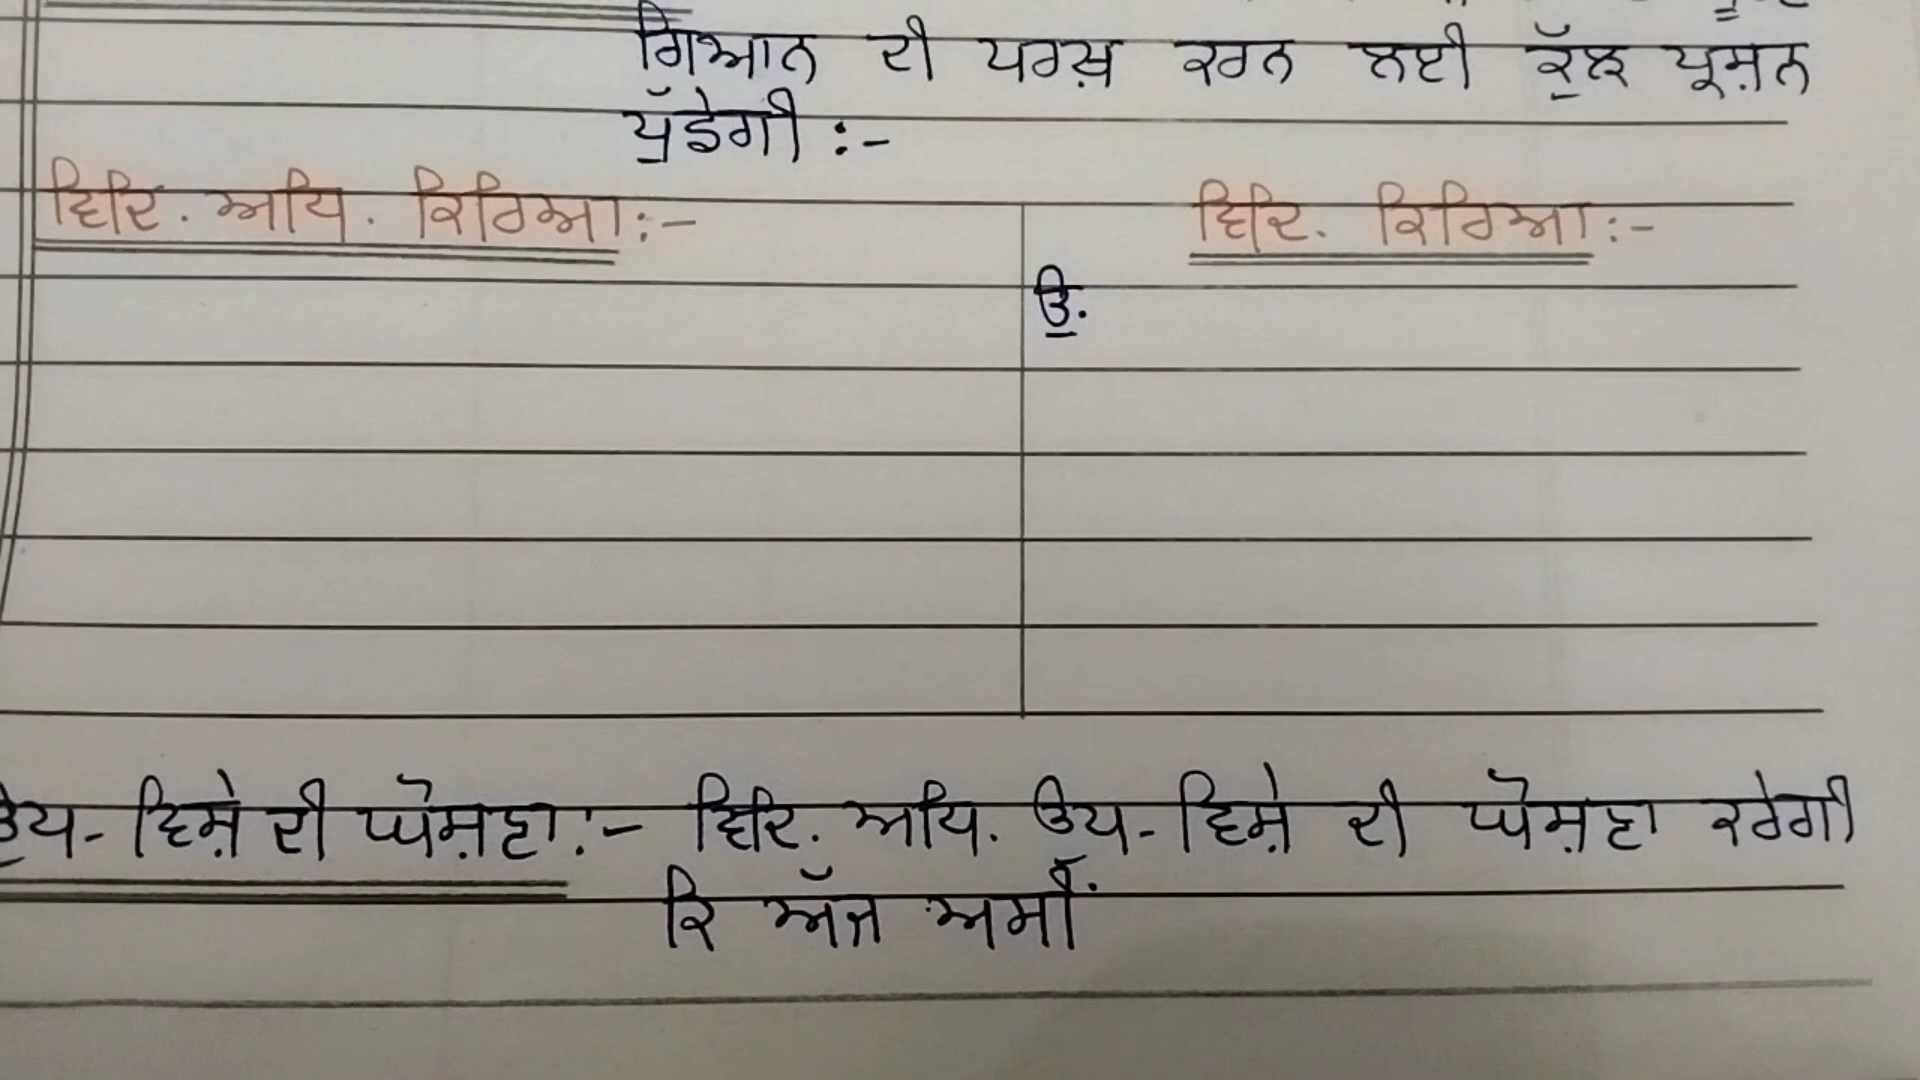 ਗਿਆਨ ਦੀ ਪਰਖ਼ ਕਰਨ ਲਈ ਕੁੱਝ ਪ੍ਰਸ਼ਨ
ਪੁੱਛੇਗੀ :-
ਵਿਦਿ. ਅਧਿ. ਕਿਰਿਆ:- ਵਿਦਿ. ਕਿਰਿਆ:-
ਉ.
ਉਪ- ਵਿਸ਼ੇ ਦੀ ਘੋਸ਼ਣਾ:- ਵਿਦਿ. ਅਧਿ. ਉਪ- ਵਿਸ਼ੇ ਦੀ ਘੋਸ਼ਣਾ ਕਰੇਗੀ
ਕਿ ਅੱਜ ਅਸੀਂ